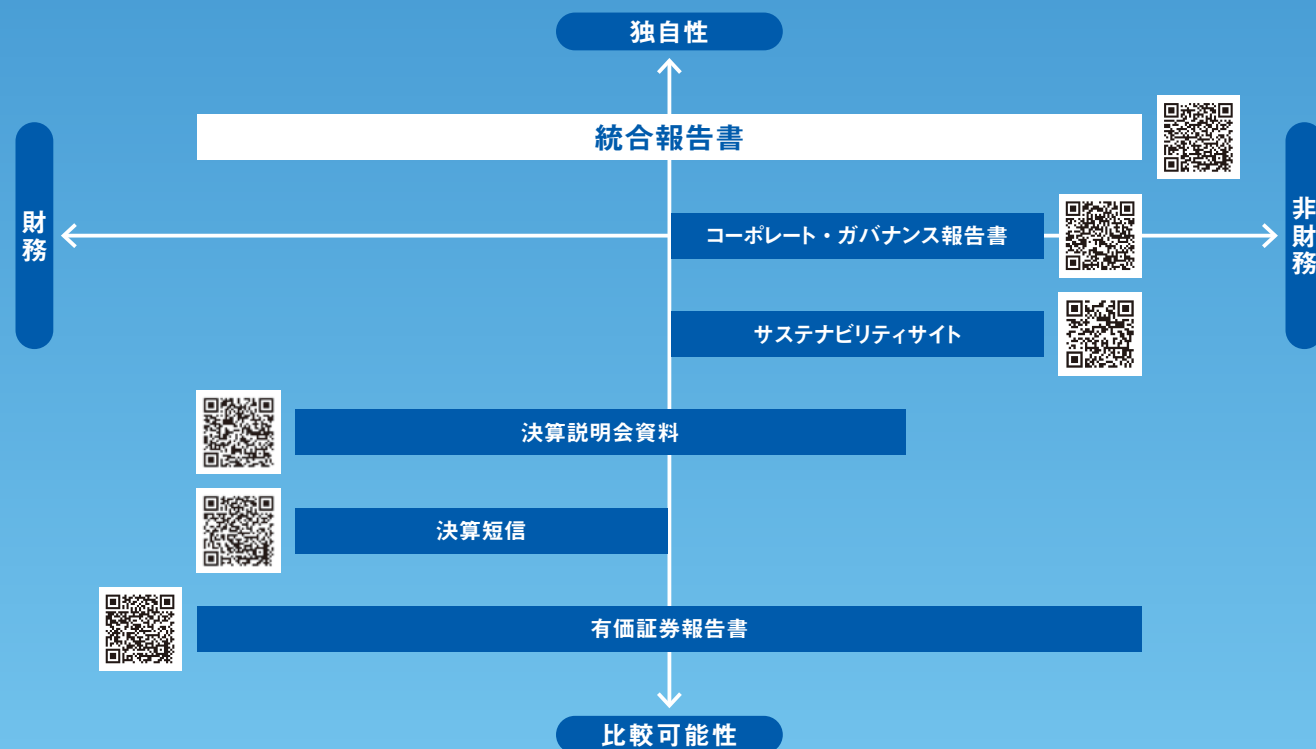 独自性
統合報告書
財務
非財務
コーポレート・ガバナンス報告書
サステナビリティサイト
決算説明会資料
決算短信
有価証券報告書
比較可能性